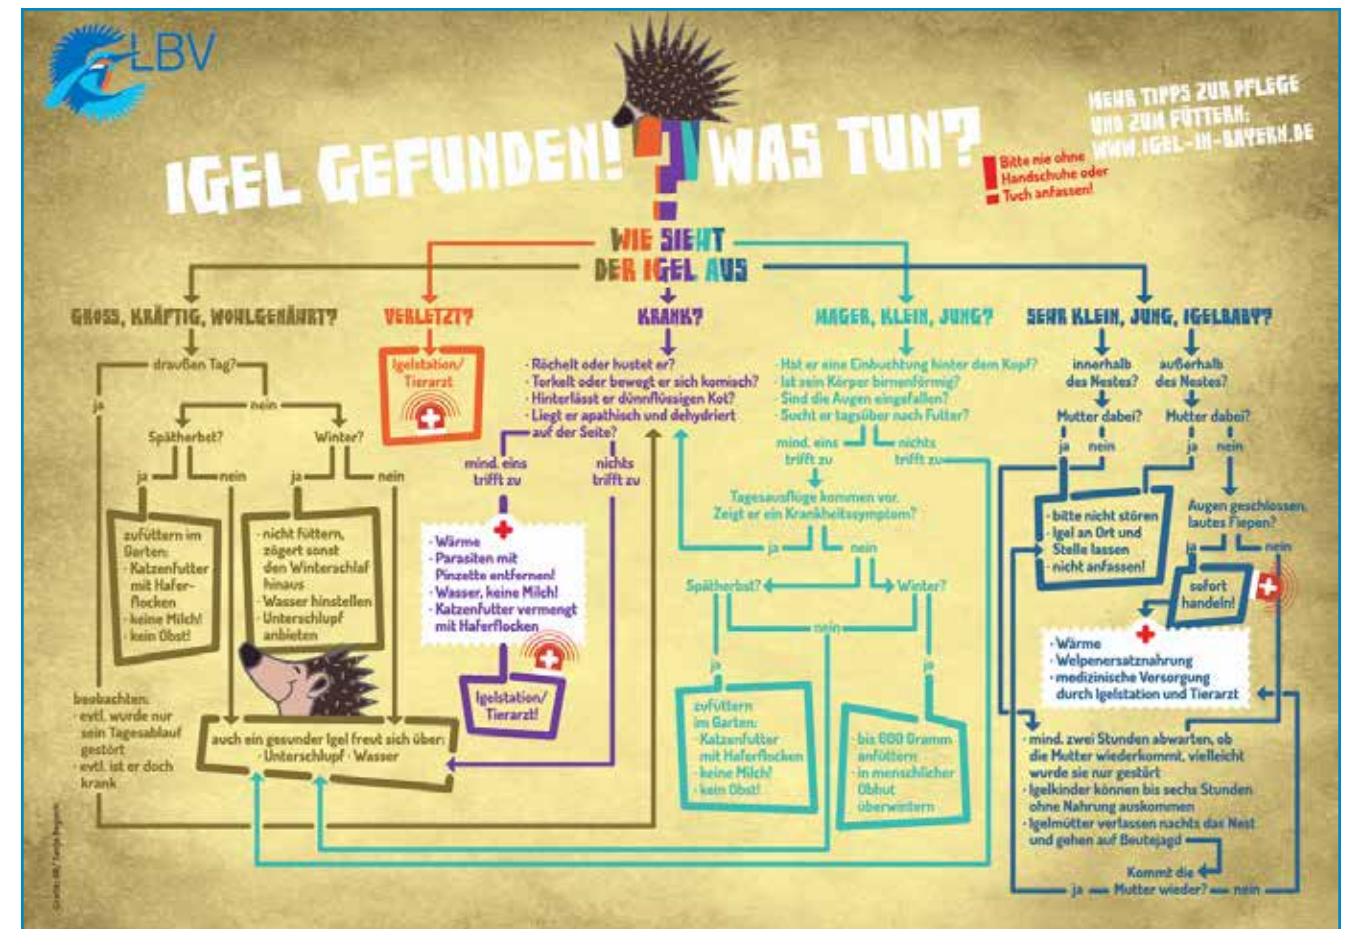 LBV
IGEL GEFUNDEN! ? WAS TUN?
MEHR TIPPS ZUR PFLEGE
UND ZUM FÜTTERN:
WWW.IGEL-IN-BAYERN.DE
! Bitte nie ohne
Handschuhe oder
Tuch anfassen!
WIE SIEHT
DER IGEL AUS
GROSS, KRÄFTIG, WOHLGENÄHRT?
draußen Tag?
ja
nein
Spätherbst?
Winter?
ja
nein
ja
nein
zufüttern im
Garten:
· Katzenfutter
mit Hafer-
flocken
· keine Milch!
· kein Obst!
· nicht füttern,
zögert sonst
den Winterschlaf
hinaus
· Wasser hinstellen
· Unterschlupf
anbieten
beobachten:
· evtl. wurde nur
sein Tagesablauf
gestört
· evtl. ist er doch
krank
auch ein gesunder Igel freut sich über:
· Unterschlupf · Wasser
VERLETZT?
Igelstation/
Tierarzt
KRANK?
· Röchelt oder hustet er?
· Torkelt oder bewegt er sich komisch?
· Hinterlässt er dünnflüssigen Kot?
· Liegt er apathisch und dehydriert
auf der Seite?
mind. eins
trifft zu
nichts
trifft zu
· Wärme
· Parasiten mit
Pinzette entfernen!
· Wasser, keine Milch!
· Katzenfutter vermengt
mit Haferflocken
Igelstation/
Tierarzt!
MAGER, KLEIN, JUNG?
· Hat er eine Einbuchtung hinter dem Kopf?
· Ist sein Körper birnenförmig?
· Sind die Augen eingefallen?
· Sucht er tagsüber nach Futter?
mind. eins
trifft zu
nichts
trifft zu
Tagesausflüge kommen vor.
Zeigt er ein Krankheitssymptom?
ja
nein
Spätherbst?
Winter?
nein
ja
ja
zufüttern
im Garten:
· Katzenfutter
mit Haferflocken
· keine Milch!
· kein Obst!
· bis 600 Gramm
anfüttern
· in menschlicher
Obhut
überwintern
SEHR KLEIN, JUNG, IGELBABY?
innerhalb
des Nestes?
außerhalb
des Nestes?
Mutter dabei?
Mutter dabei?
ja
nein
ja
nein
· bitte nicht stören
· Igel an Ort und
Stelle lassen
· nicht anfassen!
Augen geschlossen,
lautes Fiepen?
ja
nein
sofort
handeln!
· Wärme
· Welpenersatznahrung
· medizinische Versorgung
durch Igelstation und Tierarzt
· mind. zwei Stunden abwarten, ob
die Mutter wiederkommt, vielleicht
wurde sie nur gestört
· Igelkinder können bis sechs Stunden
ohne Nahrung auskommen
· Igelmütter verlassen nachts das Nest
und gehen auf Beutejagd
Kommt die
Mutter wieder?
ja
nein